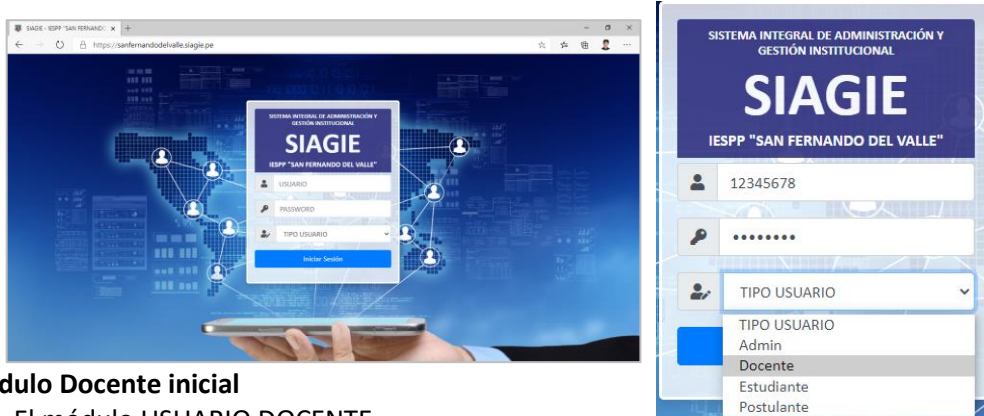 SIAGIE - IESPP "SAN FERNANDO
https://sanfernandodelvalle.siagie.pe
SISTEMA INTEGRAL DE ADMINISTRACIÓN Y
GESTIÓN INSTITUCIONAL
SIAGIE
IESPP "SAN FERNANDO DEL VALLE"
USUARIO
PASSWORD
TIPO USUARIO
Iniciar Sesión
SISTEMA INTEGRAL DE ADMINISTRACIÓN Y
GESTIÓN INSTITUCIONAL
SIAGIE
IESPP "SAN FERNANDO DEL VALLE"
12345678
••••••••
TIPO USUARIO
TIPO USUARIO
Admin
Docente
Estudiante
Postulante
dulo Docente inicial
El módulo USUARIO DOCENTE